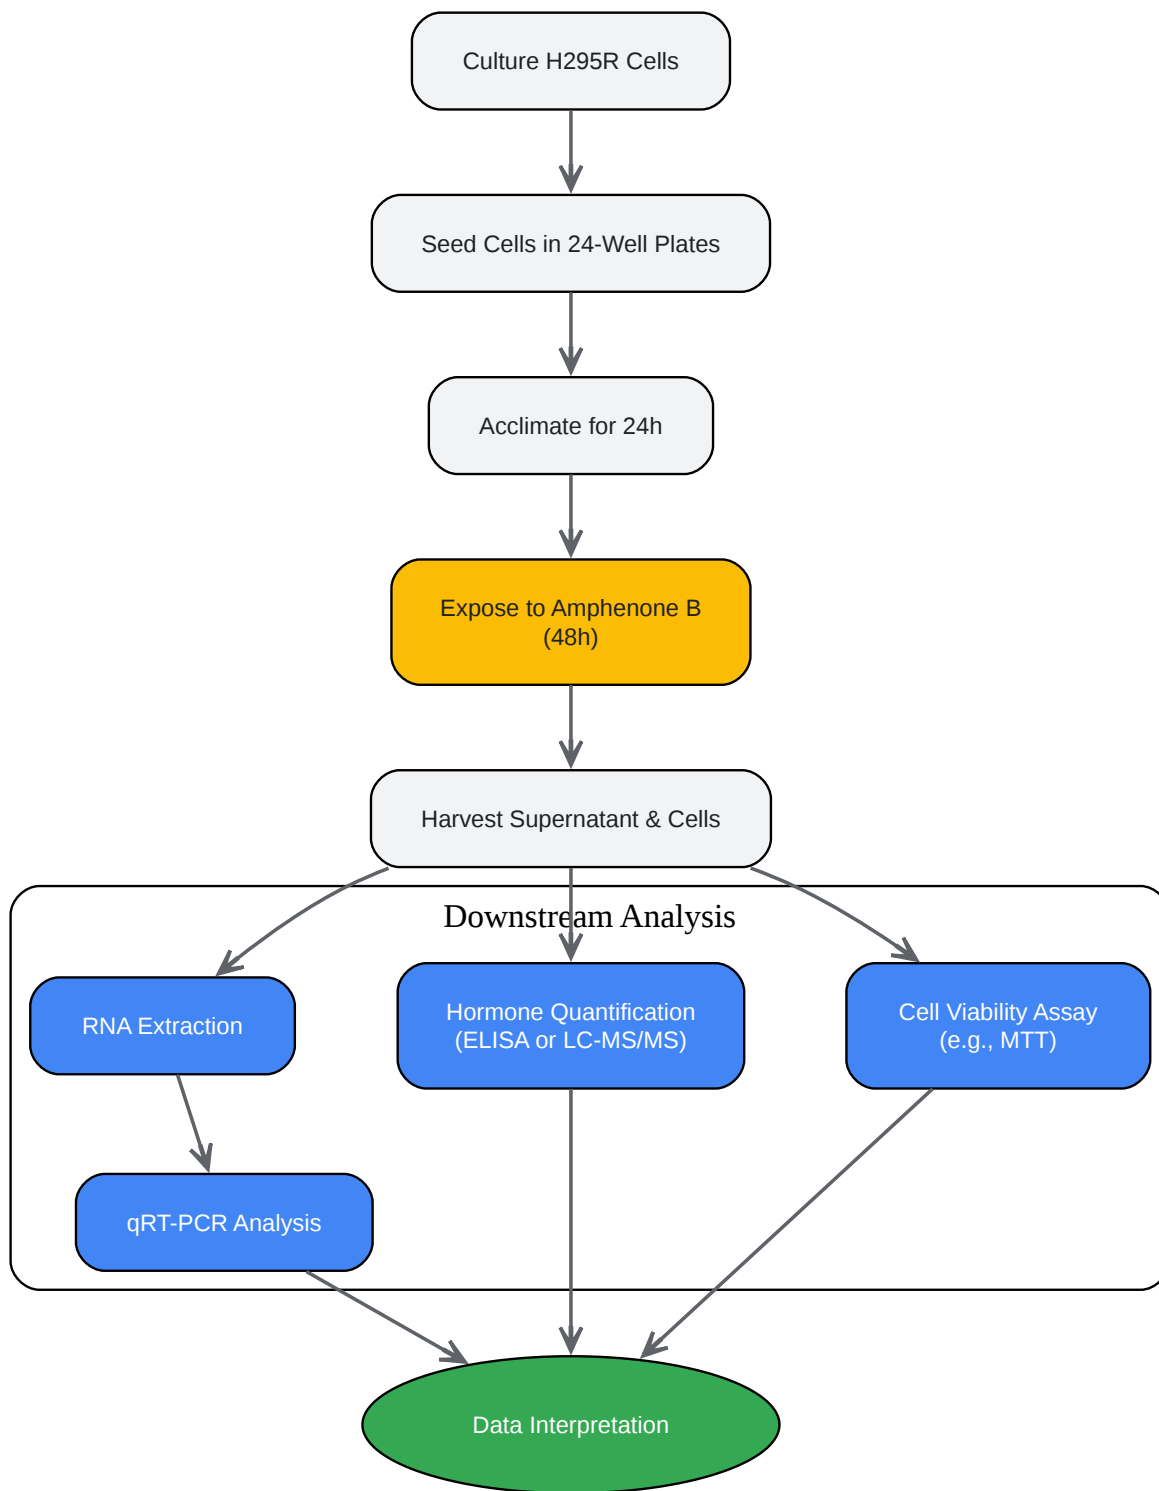 Culture H295R Cells
Seed Cells in 24-Well Plates
Acclimate for 24h
Expose to Amphenone B
(48h)
Harvest Supernatant & Cells
Downstream Analysis
RNA Extraction
Hormone Quantification
(ELISA or LC-MS/MS)
Cell Viability Assay
(e.g., MTT)
qRT-PCR Analysis
Data Interpretation